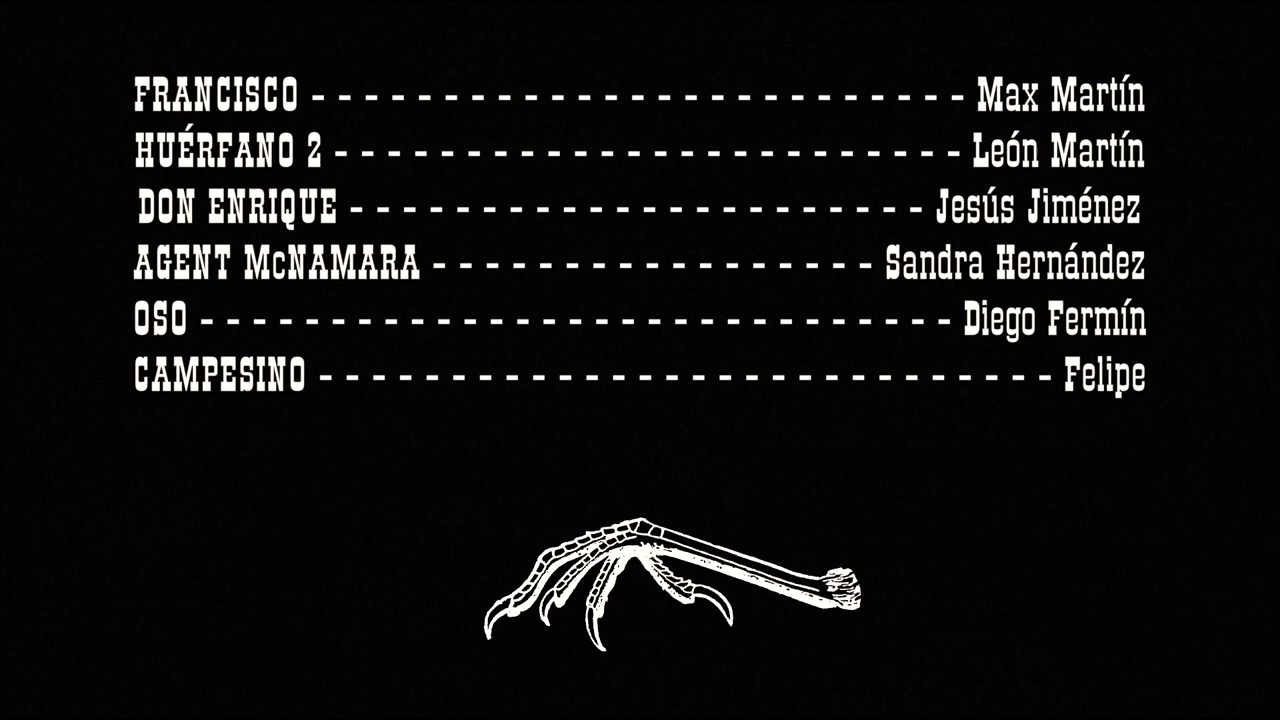 FRANCISCO - - - - - - - - - - - - - - - - - - - - - - - - - Max Martín
HUÉRFANO 2 - - - - - - - - - - - - - - - - - - - - - - - - León Martín
DON ENRIQUE - - - - - - - - - - - - - - - - - - - - - - Jesús Jiménez
AGENT McNAMARA - - - - - - - - - - - - - - - - - Sandra Hernández
OSO - - - - - - - - - - - - - - - - - - - - - - - - - - - - - Diego Fermín
CAMPESINO - - - - - - - - - - - - - - - - - - - - - - - - - - - - Felipe